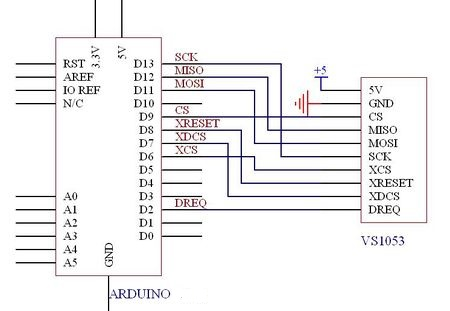 3.3V
5V
RST
AREF
IO REF
N/C
A0
A1
A2
A3
A4
A5
GND
D13
D12
D11
D10
D9
D8
D7
D6
D5
D4
D3
D2
D1
D0
SCK
MISO
MOSI
CS
XRESET
XDCS
XCS
DREQ
ARDUINO
+5
5V
GND
CS
MISO
MOSI
SCK
XCS
XRESET
XDCS
DREQ
VS1053